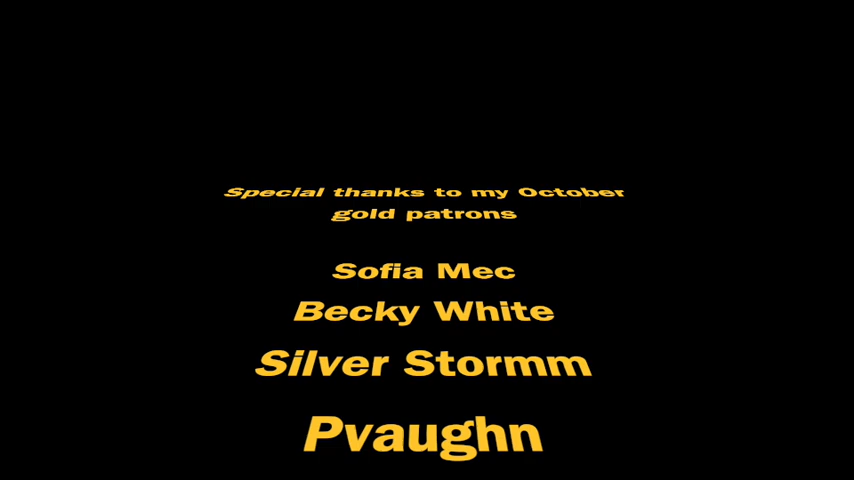 Special thanks to my October
gold patrons
Sofia Mec
Becky White
Silver Stormm
Pvaughn